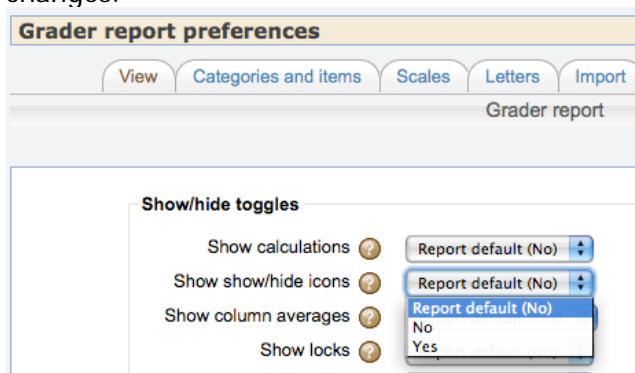 changes.
Grader report preferences
View Categories and items Scales Letters Import
Grader report
Show/hide toggles
Show calculations Report default (No)
Show show/hide icons Report default (No)
Report default (No)
Show column averages
No
Yes
Show locks